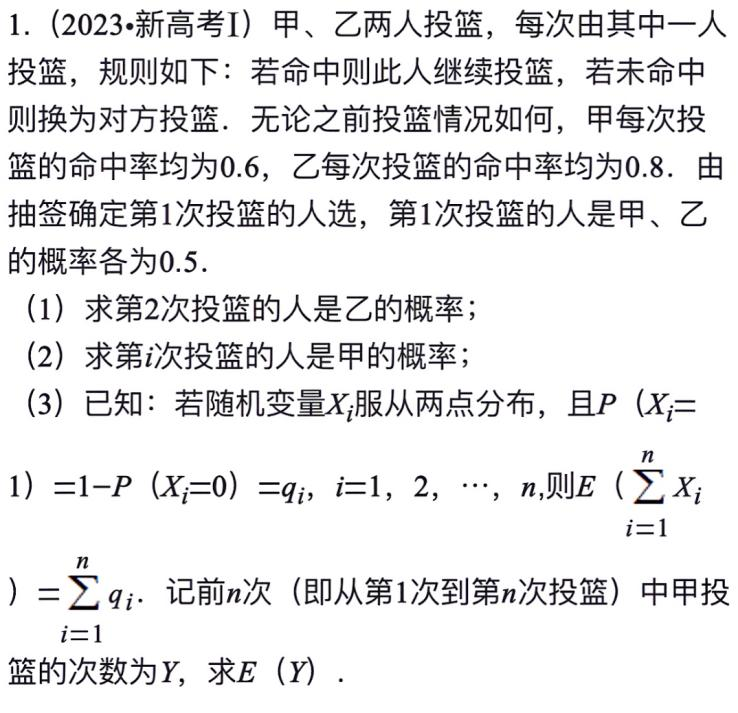 1.（2023•新高考Ⅰ）甲、乙两人投篮，每次由其中一人
投篮，规则如下：若命中则此人继续投篮，若未命中
则换为对方投篮．无论之前投篮情况如何，甲每次投
篮的命中率均为0.6，乙每次投篮的命中率均为0.8．由
抽签确定第1次投篮的人选，第1次投篮的人是甲、乙
的概率各为0.5．
（1）求第2次投篮的人是乙的概率；
（2）求第i次投篮的人是甲的概率；
（3）已知：若随机变量Xᵢ服从两点分布，且P（Xᵢ=
1）=1−P（Xᵢ=0）=qᵢ，i=1，2，⋯，n,则E（∑ⁿᵢ₌₁Xᵢ
）=∑ⁿᵢ₌₁qᵢ．记前n次（即从第1次到第n次投篮）中甲投
篮的次数为Y，求E（Y）．